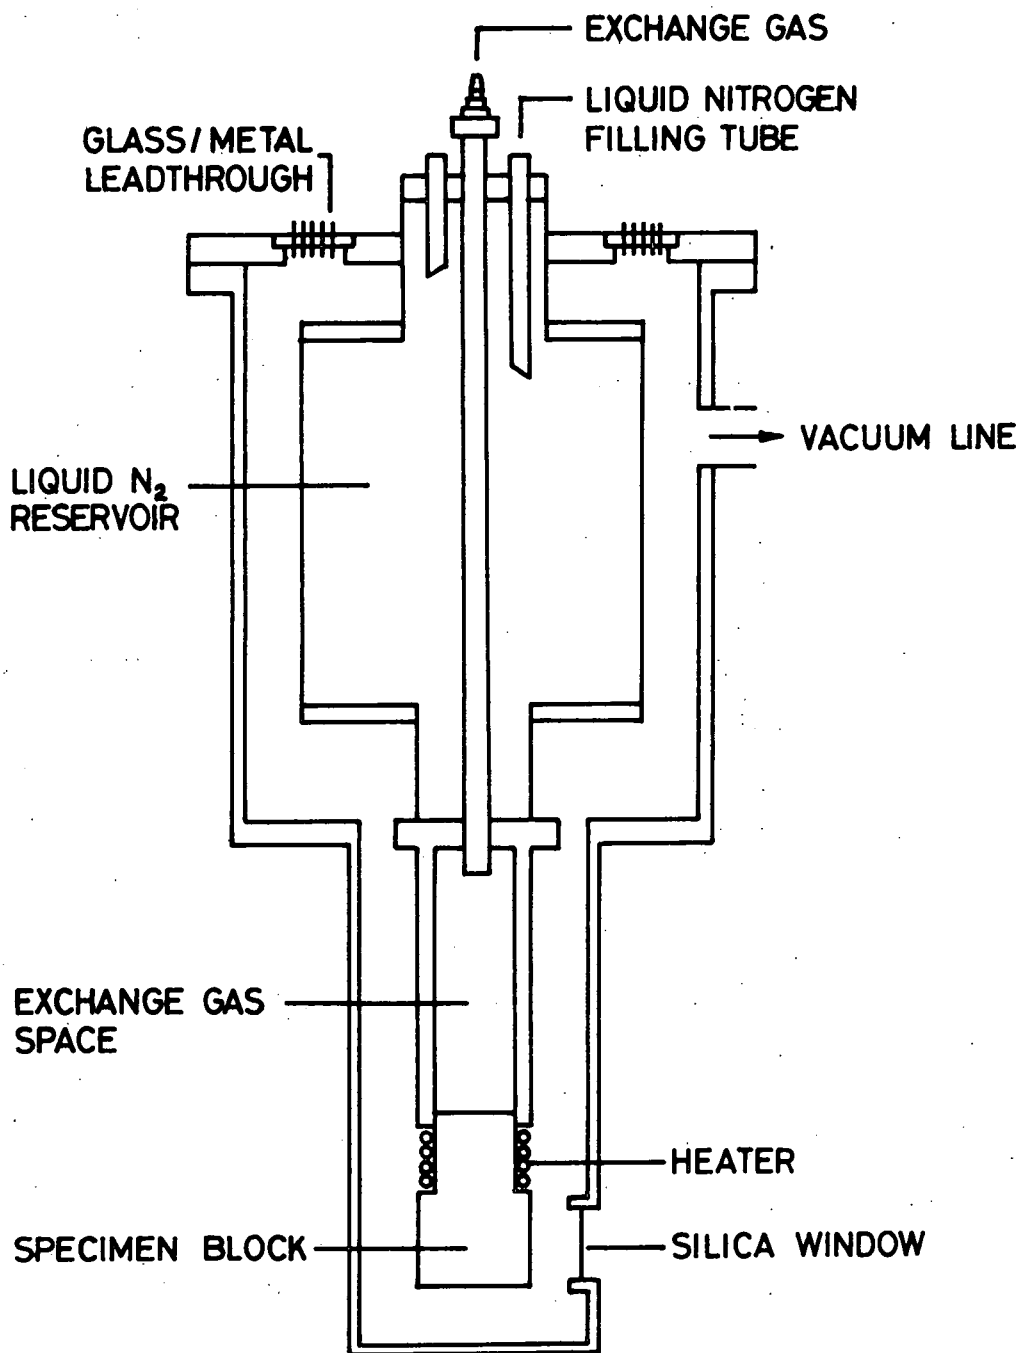 EXCHANGE GAS
LIQUID NITROGEN
FILLING TUBE
GLASS/METAL
LEADTHROUGH
VACUUM LINE
LIQUID N₂
RESERVOIR
EXCHANGE GAS
SPACE
HEATER
SPECIMEN BLOCK
SILICA WINDOW